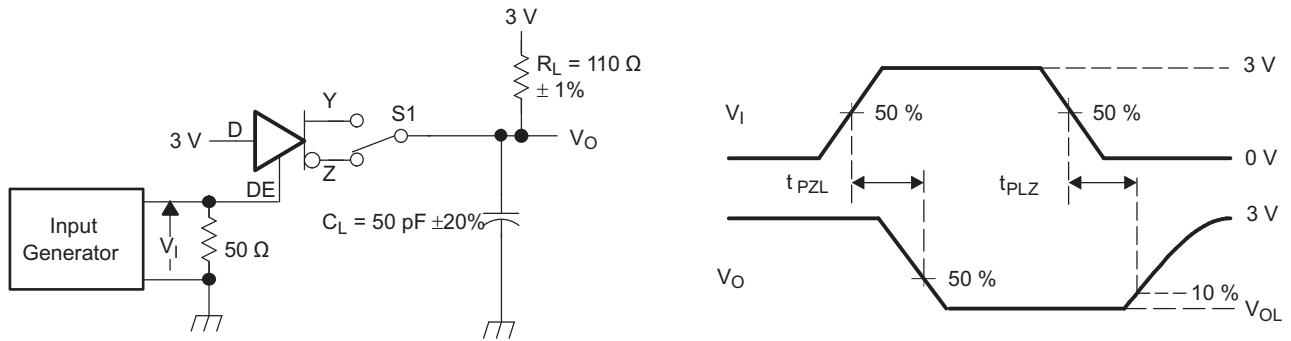 3 V
R_L = 110 Ω
± 1%
Y
S1
3 V
D
V_O
Z
DE
Input
Generator
V_I
50 Ω
C_L = 50 pF ±20%
3 V
V_I
50 %
50 %
0 V
t_PZL
t_PLZ
3 V
V_O
50 %
10 %
V_OL